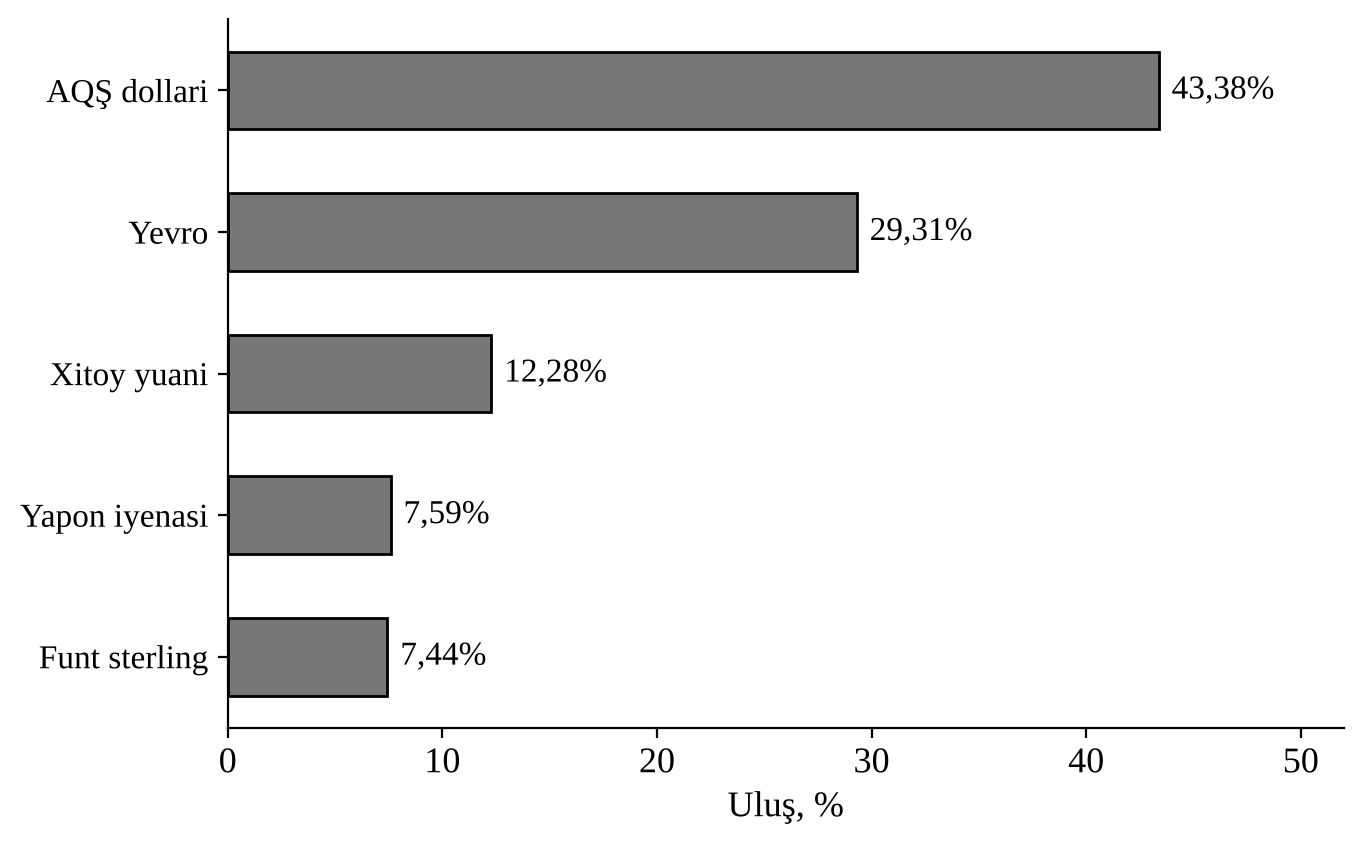 AQŞ dollari 43,38%
Yevro 29,31%
Xitoy yuani 12,28%
Yapon iyenasi 7,59%
Funt sterling 7,44%
0 10 20 30 40 50
Uluş, %